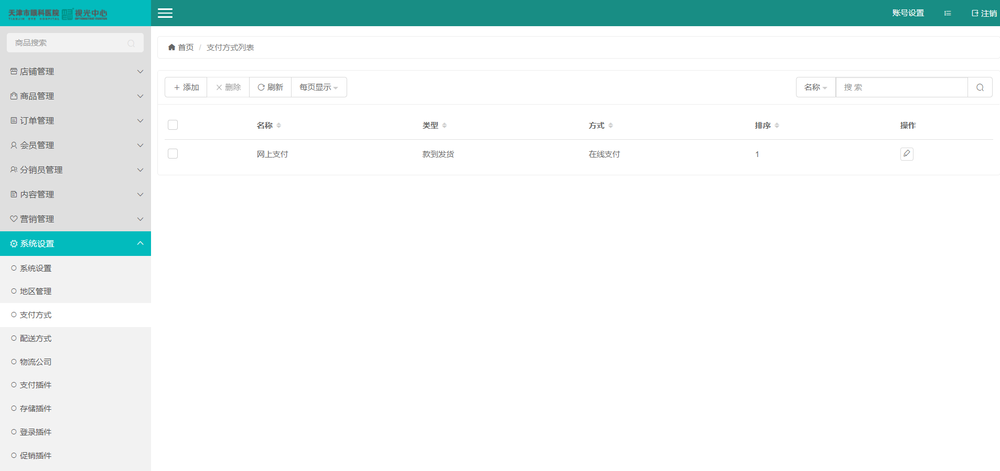 天津市眼科医院 视光中心
TIANJIN EYE HOSPITAL
账号设置
注销
商品搜索
店铺管理
商品管理
订单管理
会员管理
分销员管理
内容管理
营销管理
系统设置
系统设置
地区管理
支付方式
配送方式
物流公司
支付插件
存储插件
登录插件
促销插件
首页 / 支付方式列表
添加 删除 刷新 每页显示 名称 搜 索
名称 类型 方式 排序 操作
网上支付 款到发货 在线支付 1